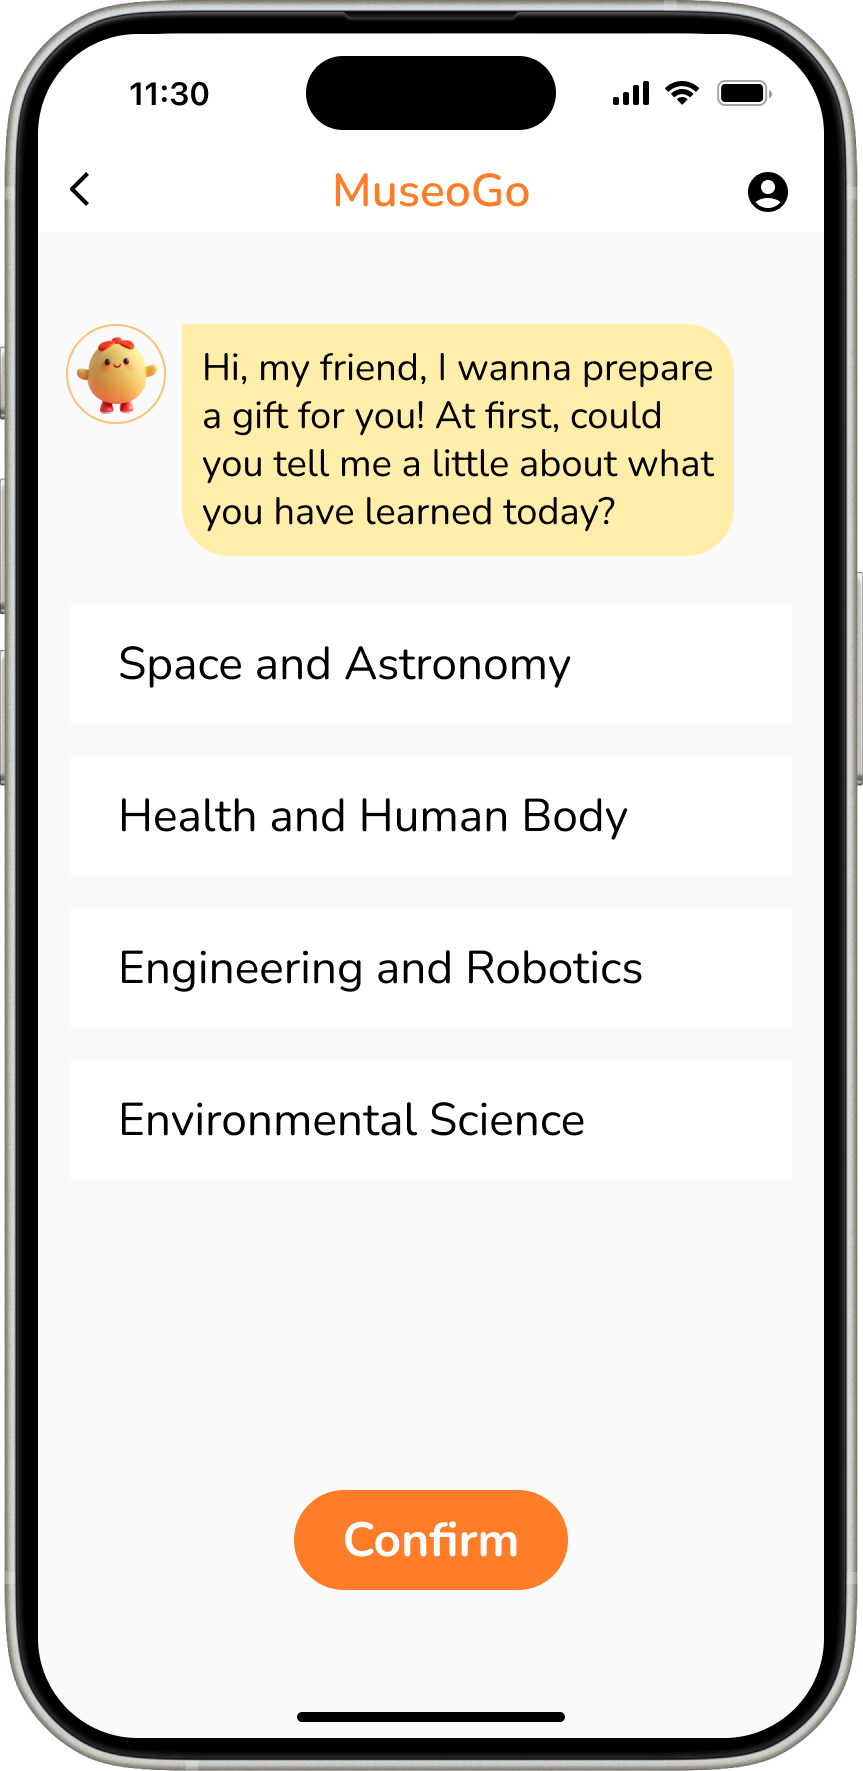 11:30
MuseoGo
Hi, my friend, I wanna prepare
a gift for you! At first, could
you tell me a little about what
you have learned today?
Space and Astronomy
Health and Human Body
Engineering and Robotics
Environmental Science
Confirm